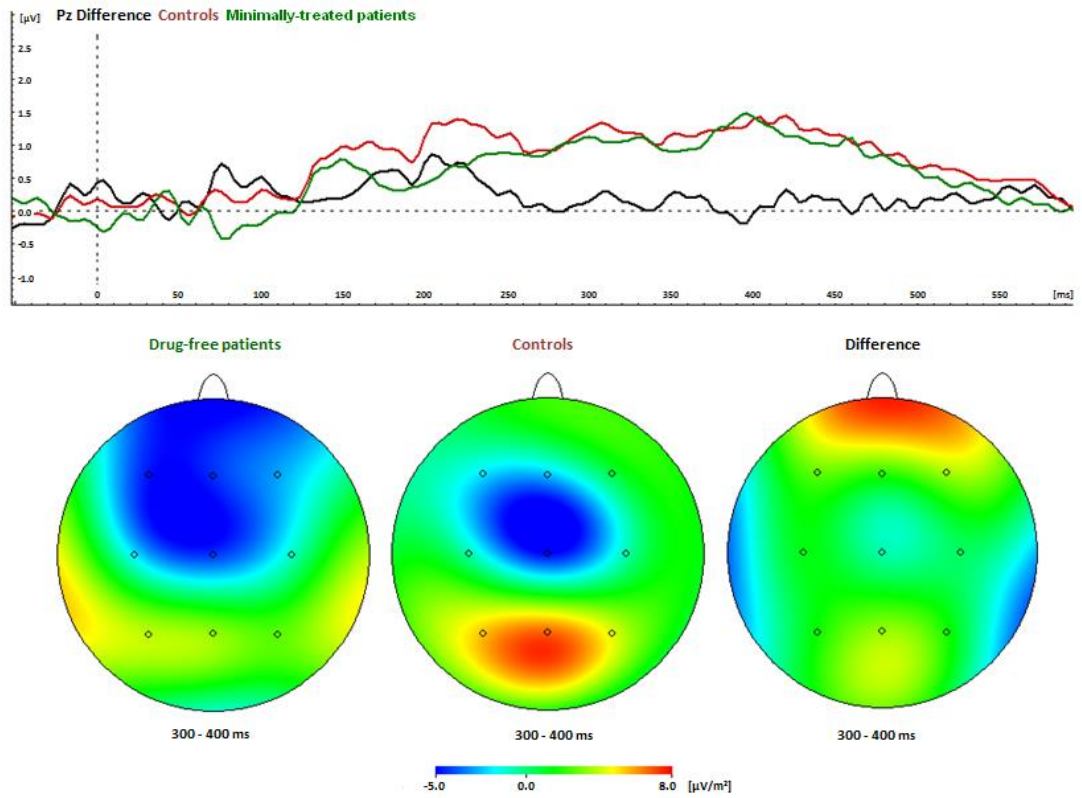 [µV] Pz Difference Controls Minimally-treated patients
2.5
2.0
1.5
1.0
0.5
0.0
-0.5
-1.0
0 50 100 150 200 250 300 350 400 450 500 550 [ms]
Drug-free patients Controls Difference
300 - 400 ms 300 - 400 ms 300 - 400 ms
-5.0 0.0 8.0 [µV/m²]